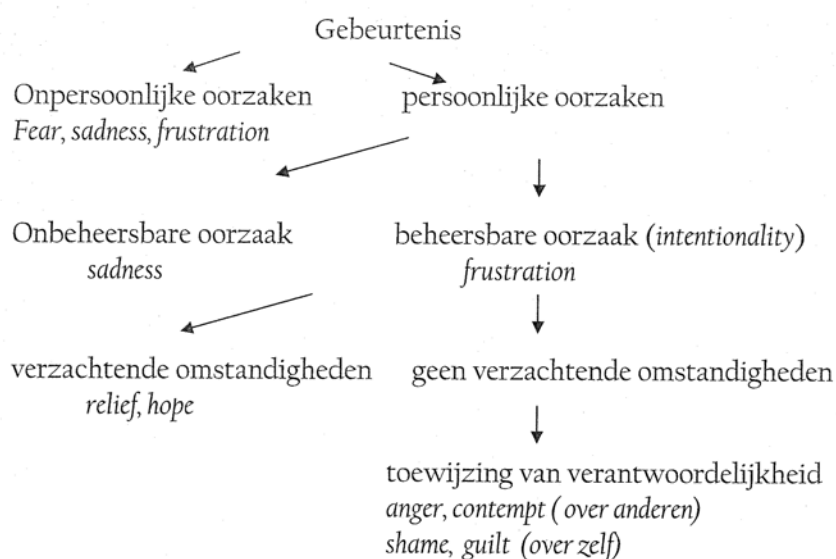 Gebeurtenis
Onpersoonlijke oorzaken
Fear, sadness, frustration
persoonlijke oorzaken
Onbeheersbare oorzaak
sadness
beheersbare oorzaak (intentionality)
frustration
verzachtende omstandigheden
relief, hope
geen verzachtende omstandigheden
toewijzing van verantwoordelijkheid
anger, contempt ( over anderen)
shame, guilt (over zelf)